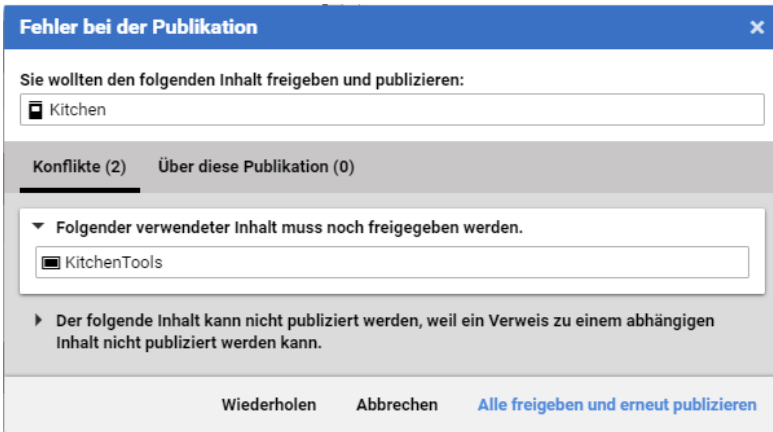 Fehler bei der Publikation
Sie wollten den folgenden Inhalt freigeben und publizieren:
Kitchen
Konflikte (2) Über diese Publikation (0)
Folgender verwendeter Inhalt muss noch freigegeben werden.
KitchenTools
Der folgende Inhalt kann nicht publiziert werden, weil ein Verweis zu einem abhängigen
Inhalt nicht publiziert werden kann.
Wiederholen Abbrechen Alle freigeben und erneut publizieren